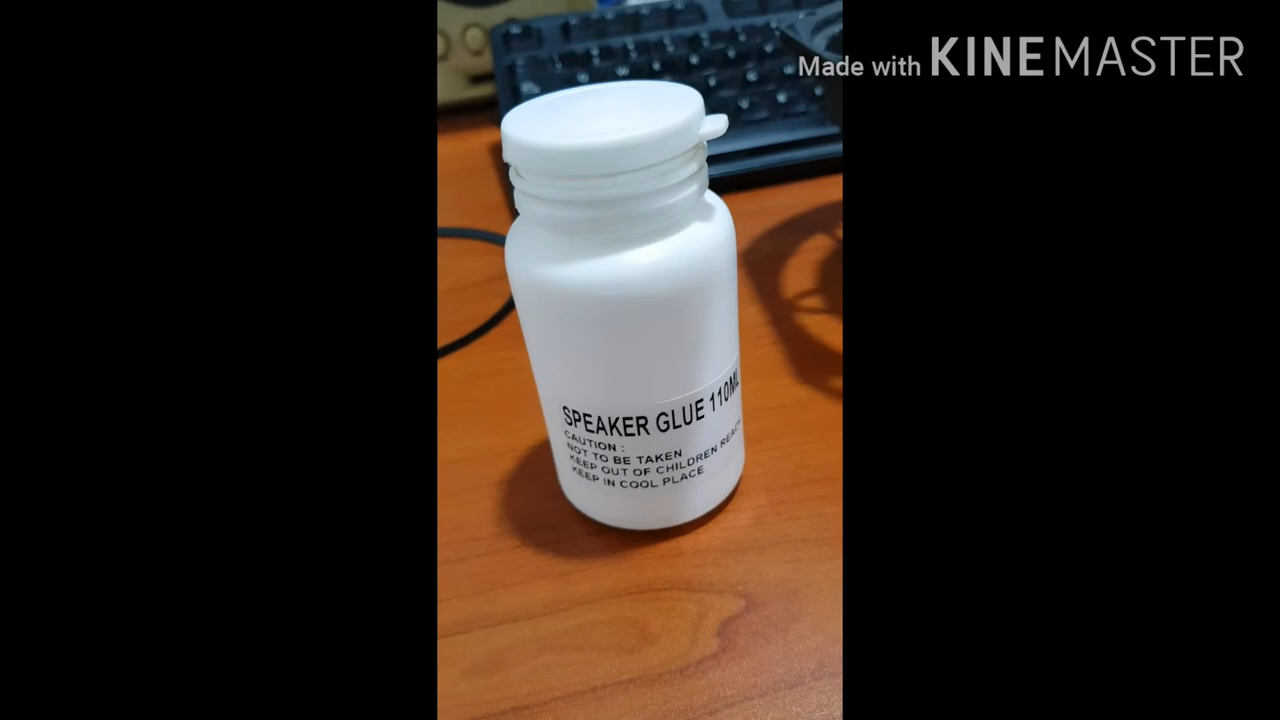 Made with KINEMASTER
SPEAKER GLUE 110ML
CAUTION :
NOT TO BE TAKEN
KEEP OUT OF CHILDREN REACH
KEEP IN COOL PLACE